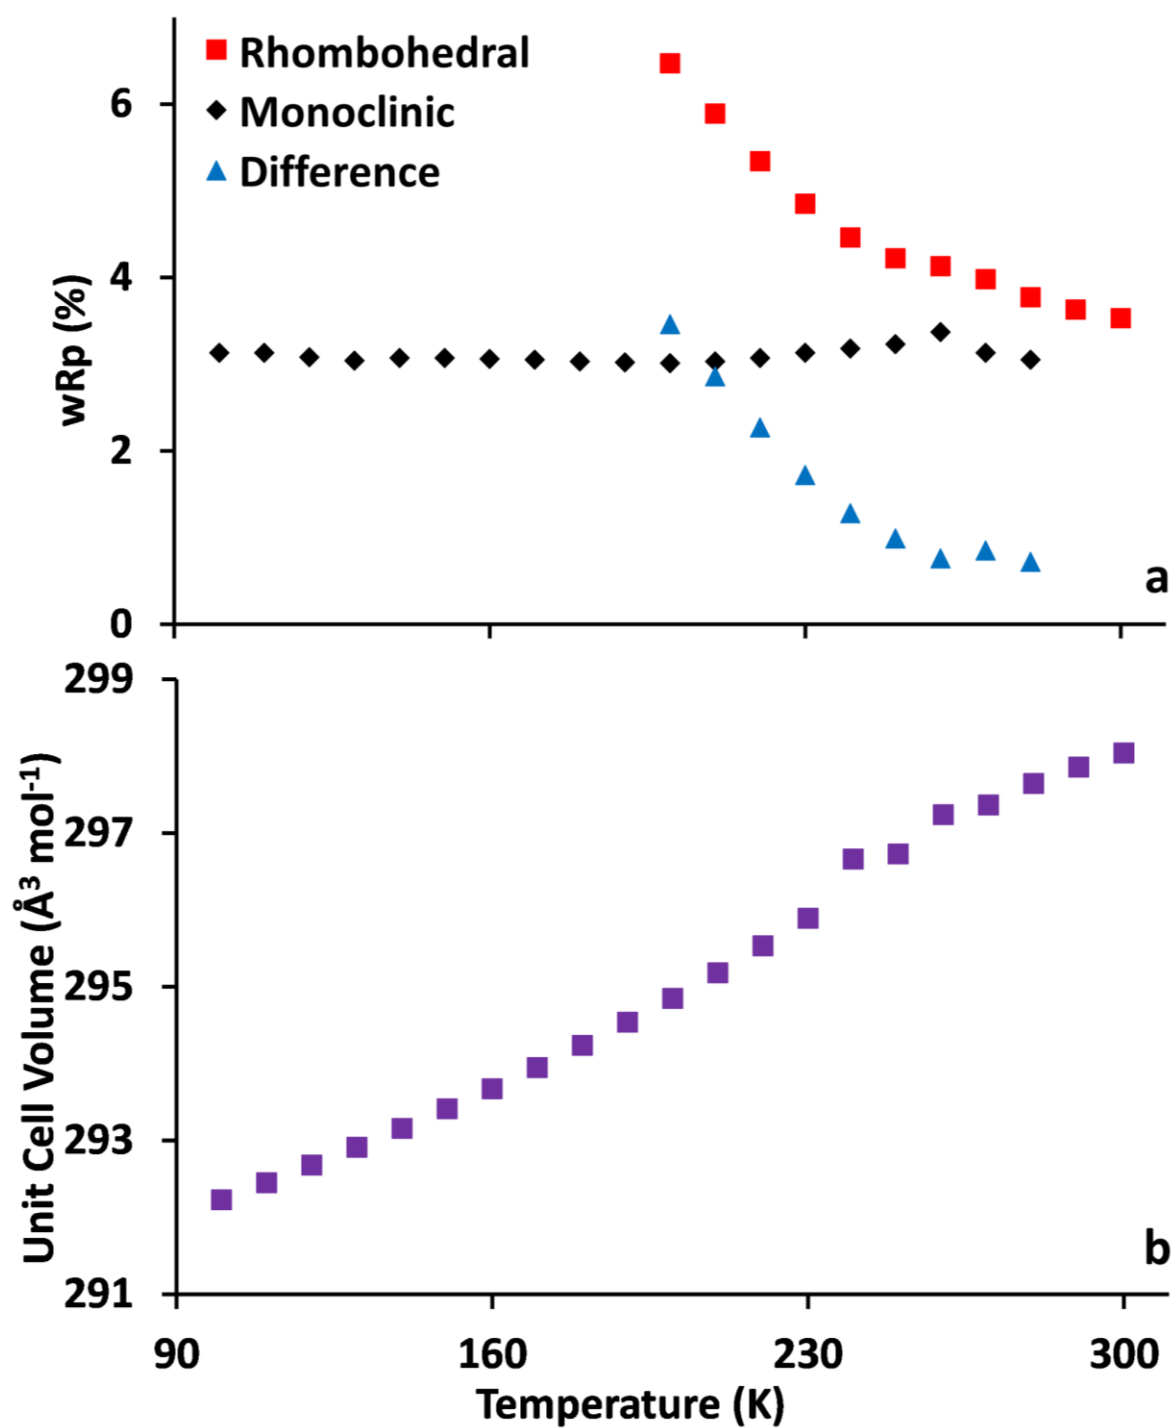 Rhombohedral
Monoclinic
Difference
6
4
2
0
wRp (%)
a
299
297
295
293
291
Unit Cell Volume (Å³ mol⁻¹)
b
90 160 230 300
Temperature (K)